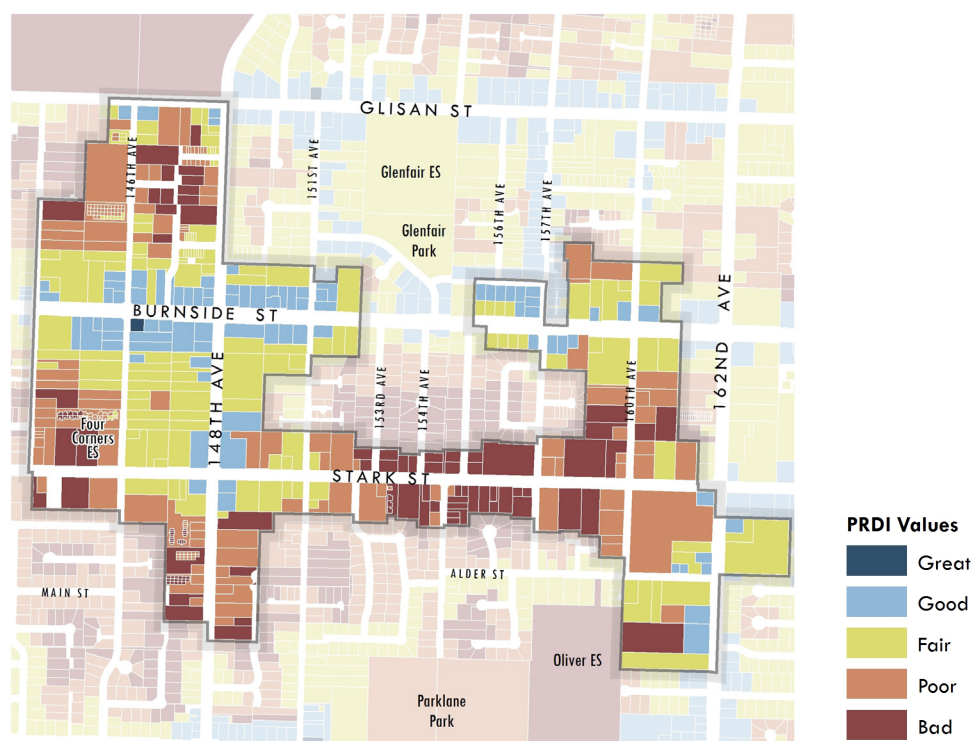 GLISAN ST
146TH AVE
151ST AVE
Glenfair ES
156TH AVE
157TH AVE
Glenfair
Park
BURNSIDE ST
162ND AVE
148TH AVE
153RD AVE
154TH AVE
160TH AVE
Four
Corners
ES
STARK ST
ALDER ST
MAIN ST
Oliver ES
Parklane
Park
PRDI Values
Great
Good
Fair
Poor
Bad